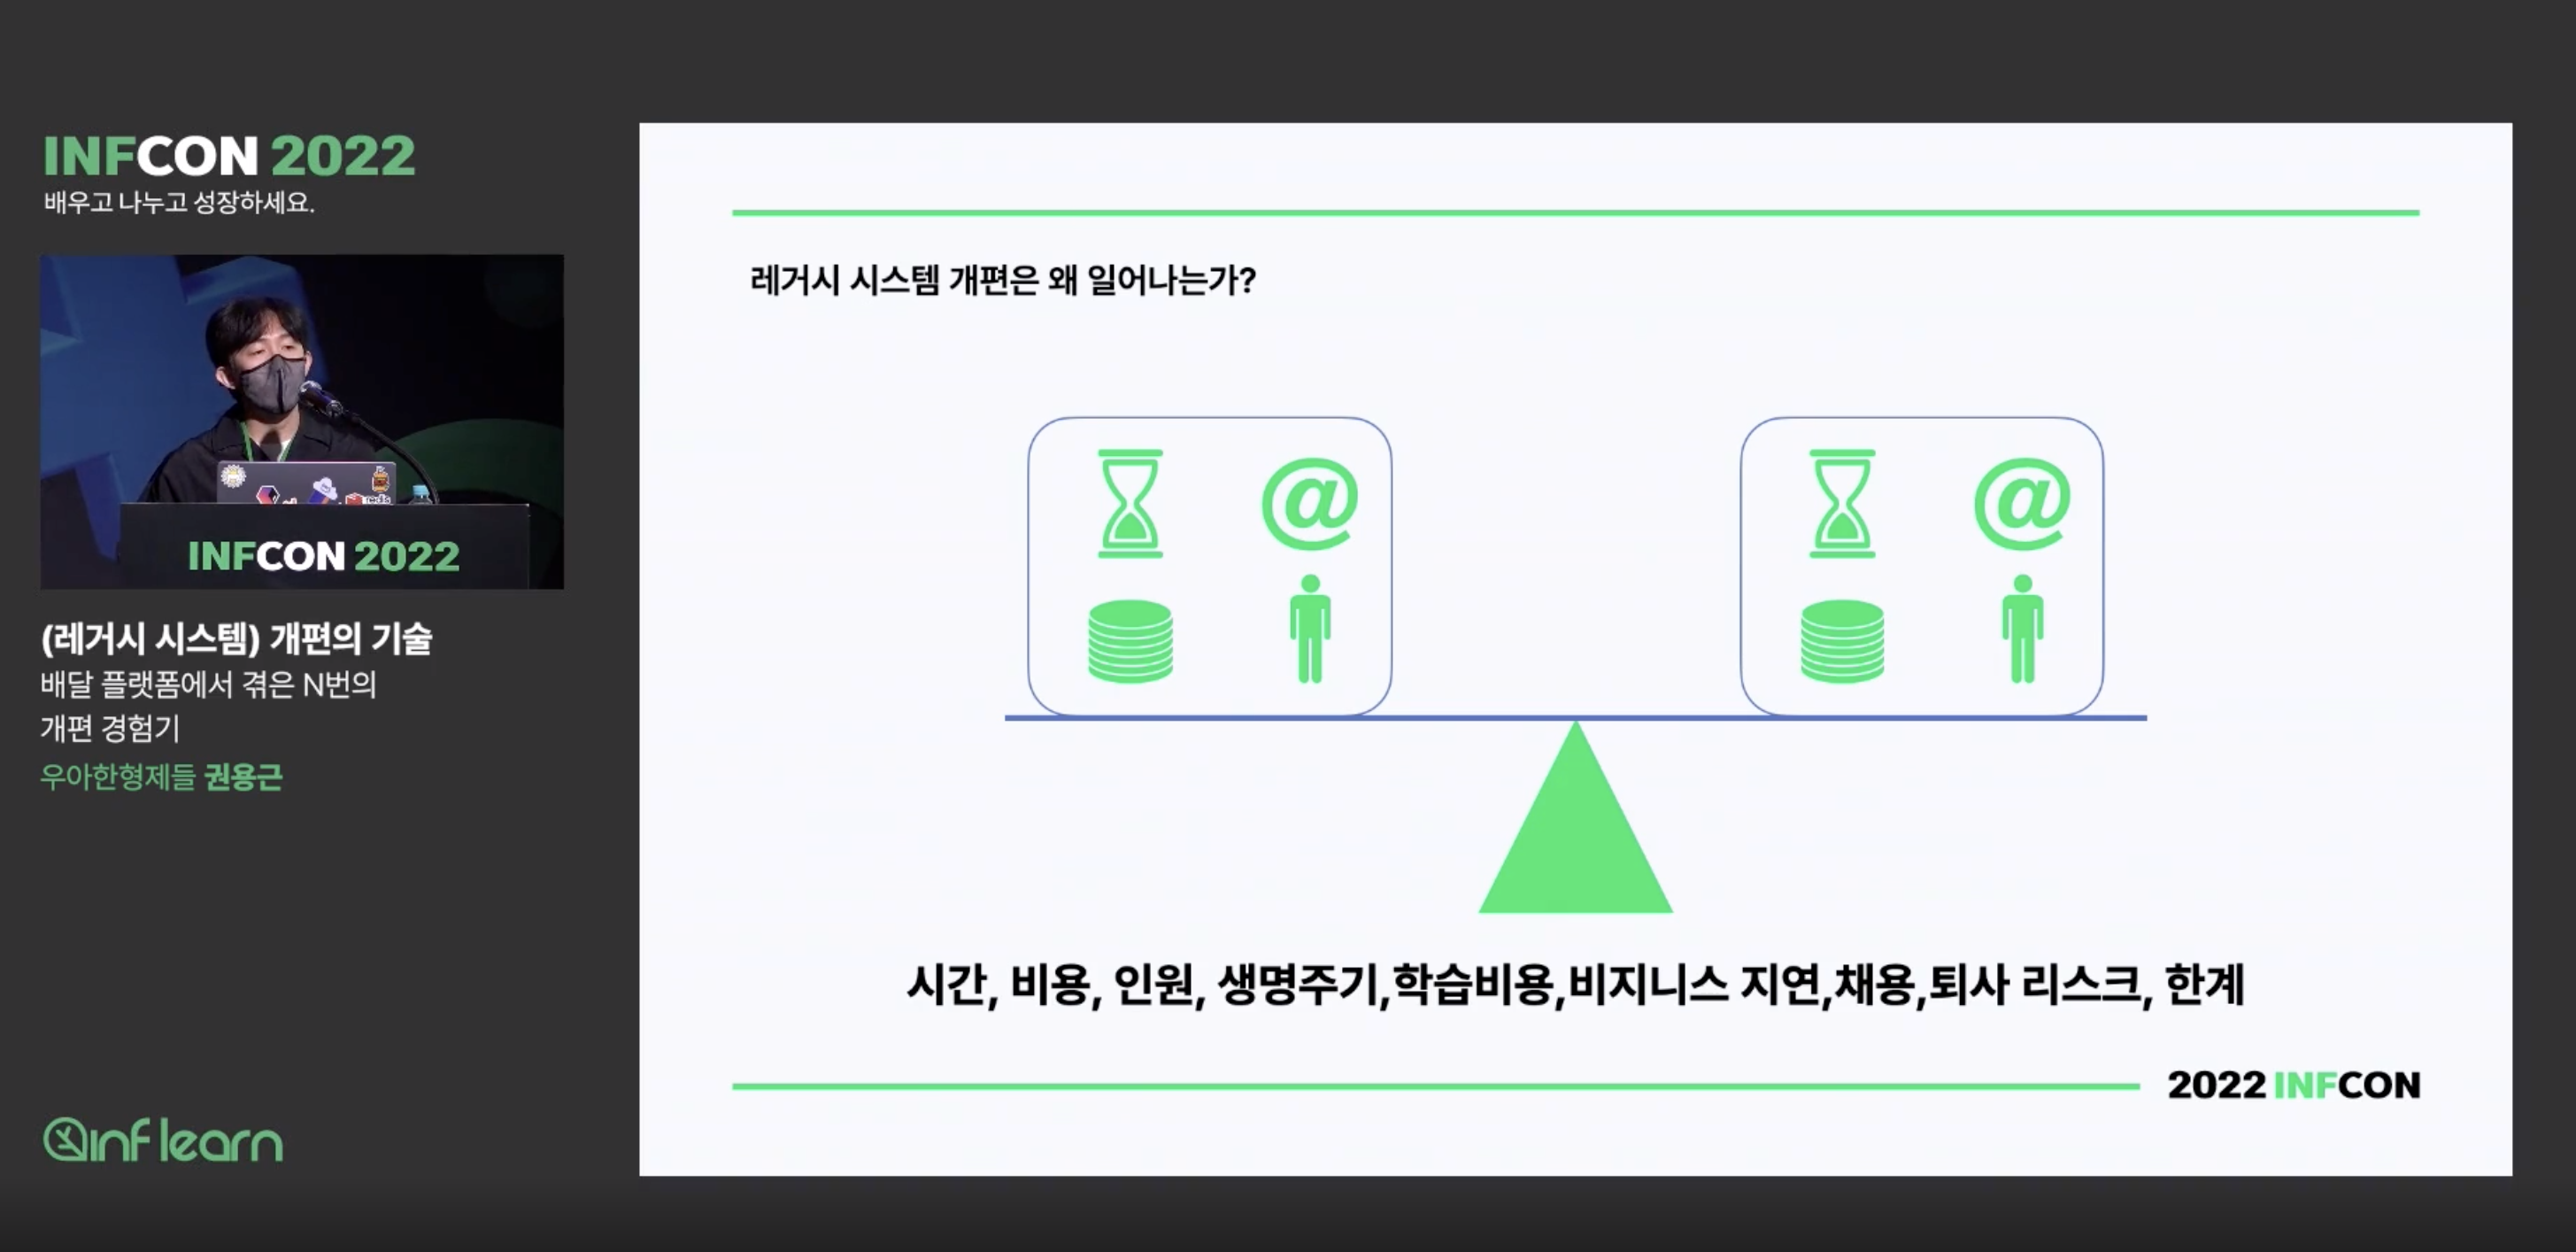 INFCON 2022
배우고 나누고 성장하세요.
redis
INFCON 2022
(레거시 시스템) 개편의 기술
배달 플랫폼에서 겪은 N번의
개편 경험기
우아한형제들 권용근
inflearn
레거시 시스템 개편은 왜 일어나는가?
@
@
시간, 비용, 인원, 생명주기,학습비용,비지니스 지연,채용,퇴사 리스크, 한계
2022 INFCON